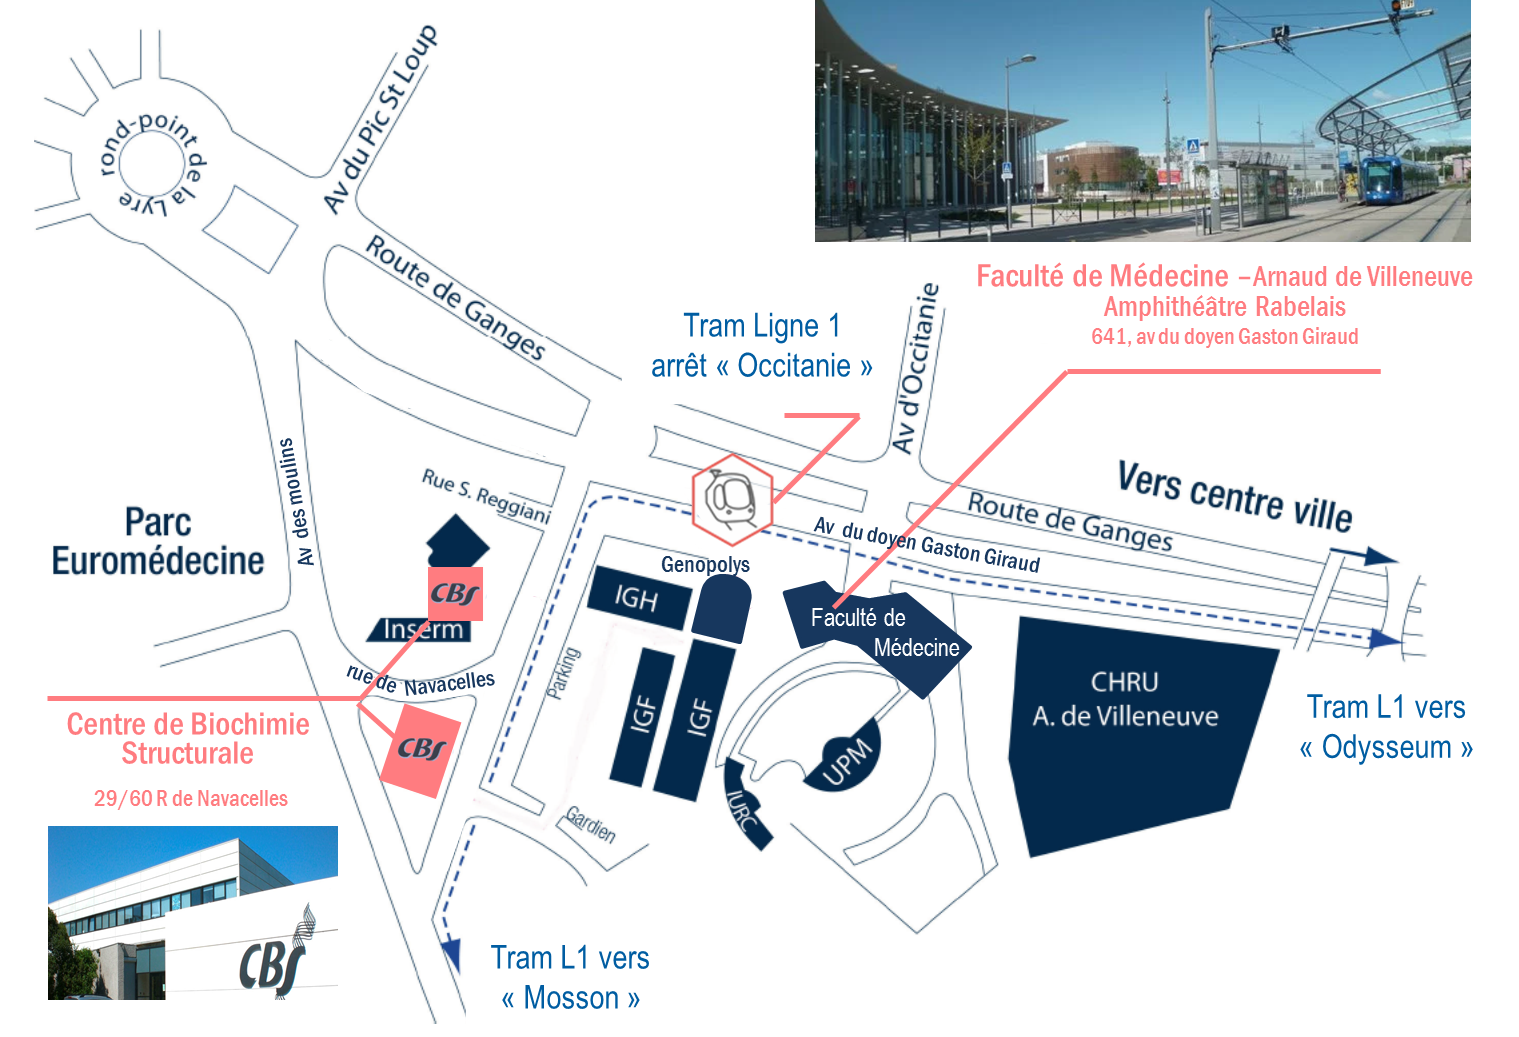 Av du Pic St Loup
rond-point de la Lyre
Route de Ganges
Faculté de Médecine –Arnaud de Villeneuve
Amphithéâtre Rabelais
641, av du doyen Gaston Giraud
Tram Ligne 1
arrêt « Occitanie »
Av d'Occitanie
Vers centre ville
Route de Ganges
Av des moulins
Rue S. Reggiani
Parc
Euromédecine
Av du doyen Gaston Giraud
Genopolys
CBS
IGH
Inserm
Faculté de
Médecine
rue de Navacelles
Parking
IGF
IGF
CHRU
A. de Villeneuve
Tram L1 vers
« Odysseum »
Centre de Biochimie
Structurale
29/60 R de Navacelles
CBS
UPM
IURC
Gardien
CBS
Tram L1 vers
« Mosson »